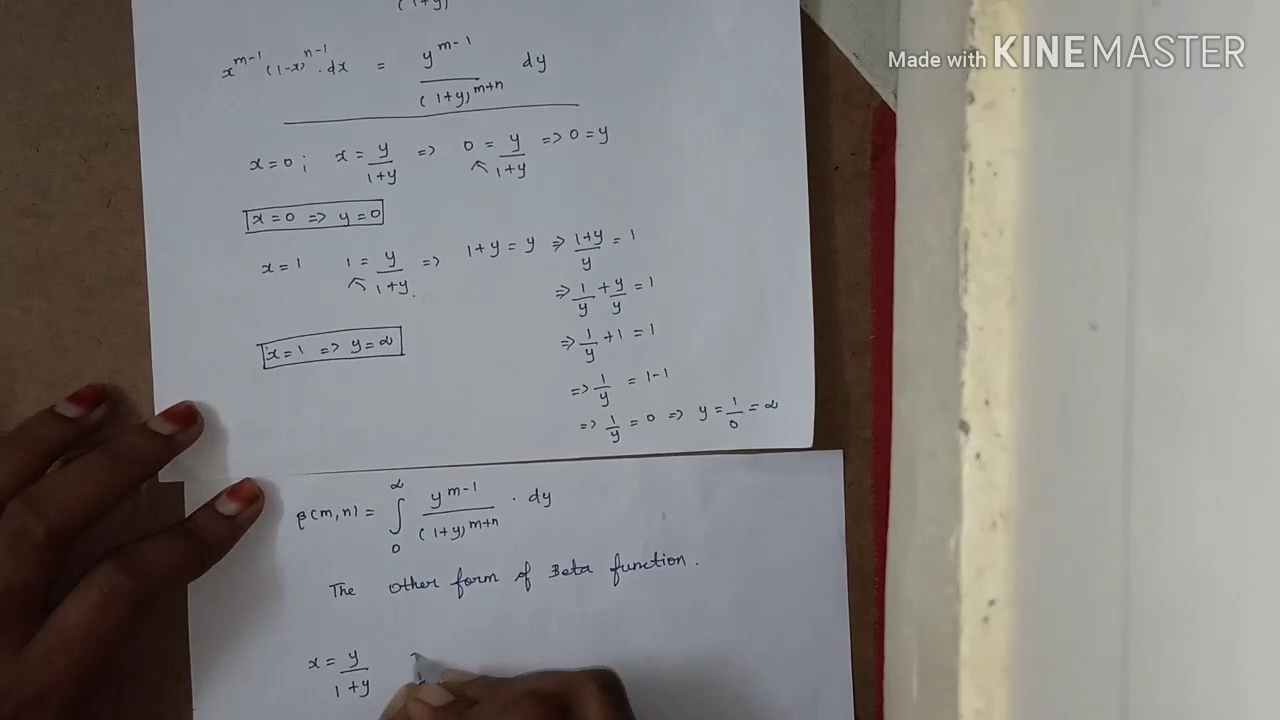 (1+y)
Made with KINEMASTER
x^{m-1} (1-x)^{n-1} . dx = y^{m-1} / (1+y)^{m+n} dy
x=0 ; x = y/1+y => 0 = y/1+y => 0 = y
x=0 => y=0
x=1 1 = y/1+y => 1+y = y => 1+y/y = 1
=> 1/y + y/y = 1
=> 1/y + 1 = 1
x=1 => y=∞
=> 1/y = 1-1
=> 1/y = 0 => y = 1/0 = ∞
β(m,n) = ∫_0^∞ y^{m-1} / (1+y)^{m+n} . dy
The other form of Beta function.
x = y/1+y